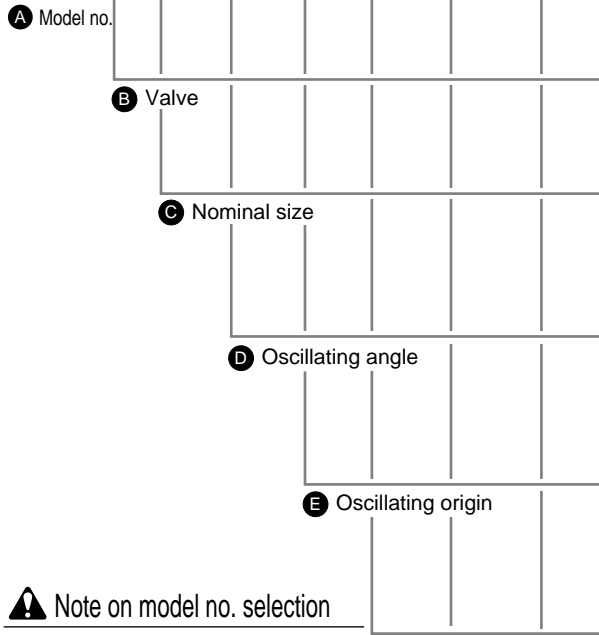 A Model no.
B Valve
C Nominal size
D Oscillating angle
E Oscillating origin
Note on model no. selection